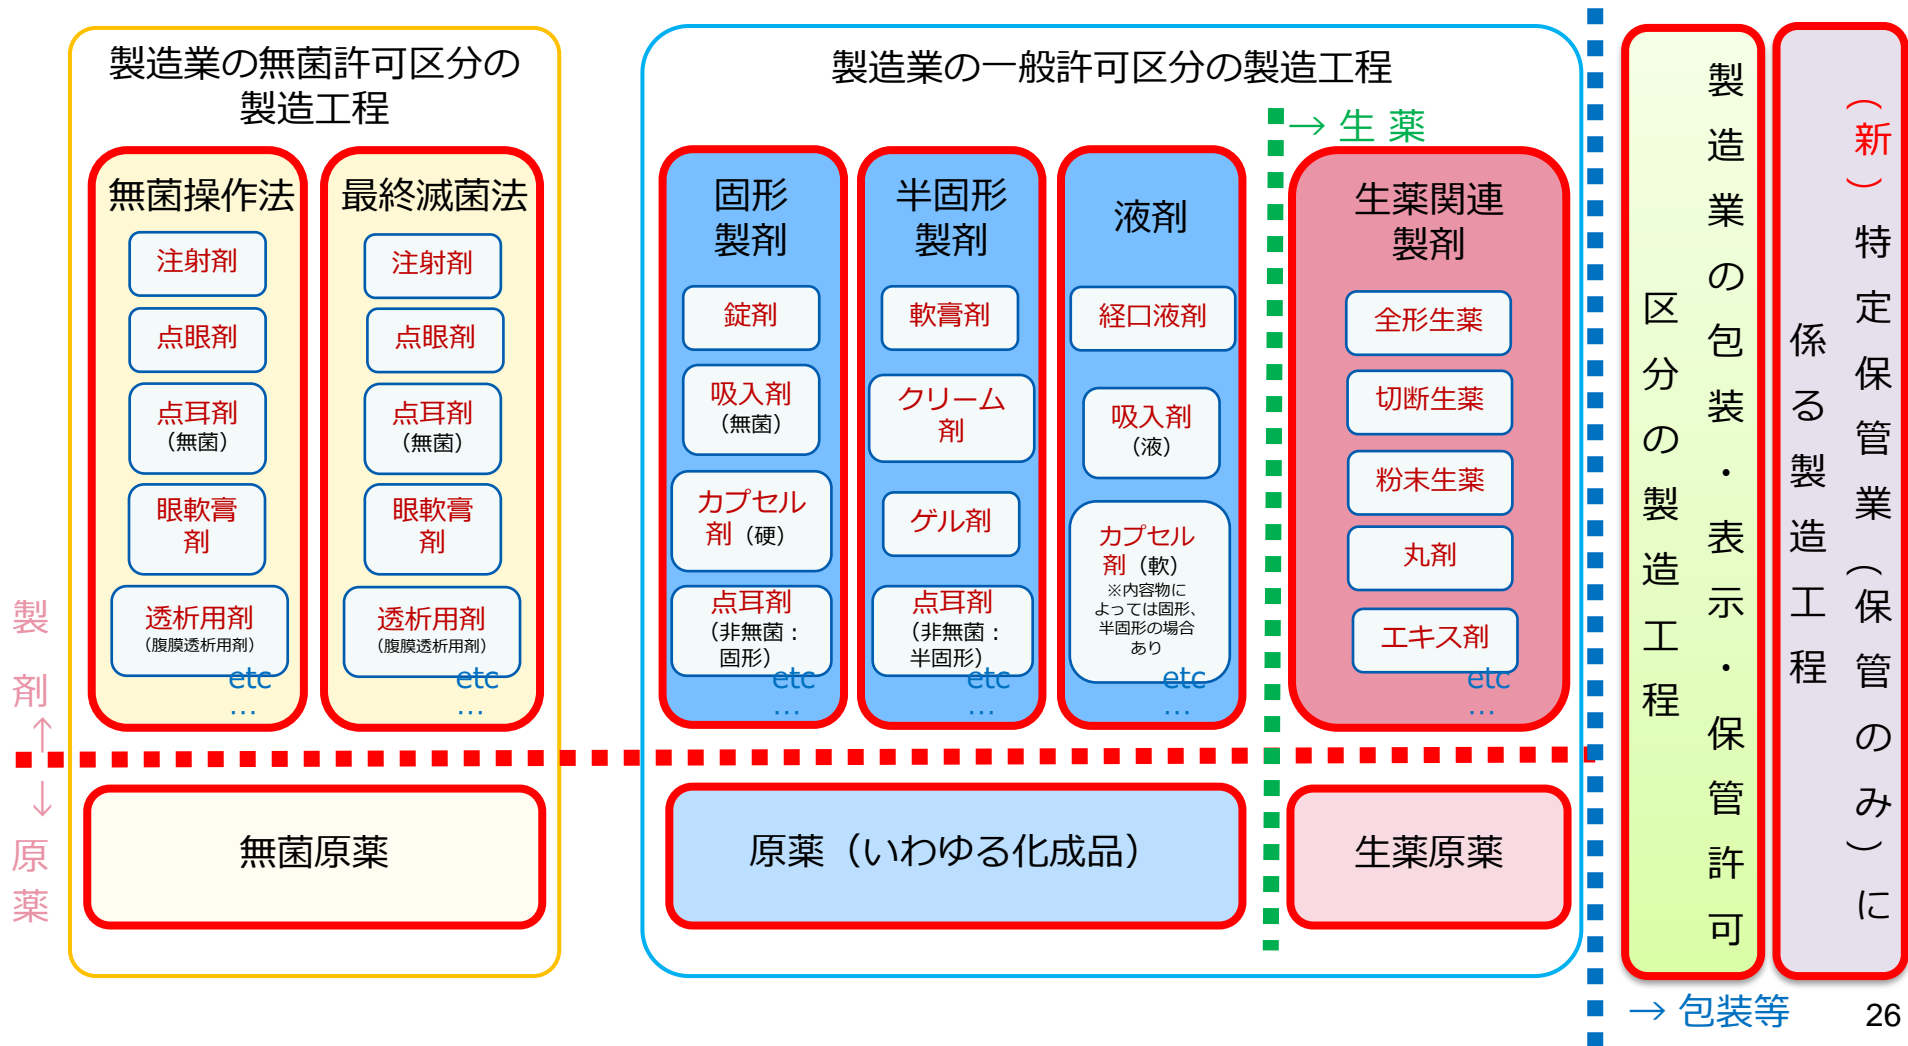 製造業の無菌許可区分の
製造工程
無菌操作法
注射剤
点眼剤
点耳剤
（無菌）
眼軟膏
剤
透析用剤
（腹膜透析用剤）
etc
…
最終滅菌法
注射剤
点眼剤
点耳剤
（無菌）
眼軟膏
剤
透析用剤
（腹膜透析用剤）
etc
…
無菌原薬
製造業の一般許可区分の製造工程
固形
製剤
錠剤
吸入剤
（無菌）
カプセル
剤（硬）
点耳剤
（非無菌：
固形）
etc
…
半固形
製剤
軟膏剤
クリーム
剤
ゲル剤
点耳剤
（非無菌：
半固形）
etc
…
液剤
経口液剤
吸入剤
（液）
カプセル
剤（軟）
※内容物に
よっては固形、
半固形の場合
あり
etc
…
→ 生 薬
生薬関連
製剤
全形生薬
切断生薬
粉末生薬
丸剤
エキス剤
etc
…
原薬（いわゆる化成品）
生薬原薬
製剤↑
↓原薬
製造業の包装・表示・保管許可
区分の製造工程
（新）特定保管業（保管のみ）に
係る製造工程
→ 包装等
26